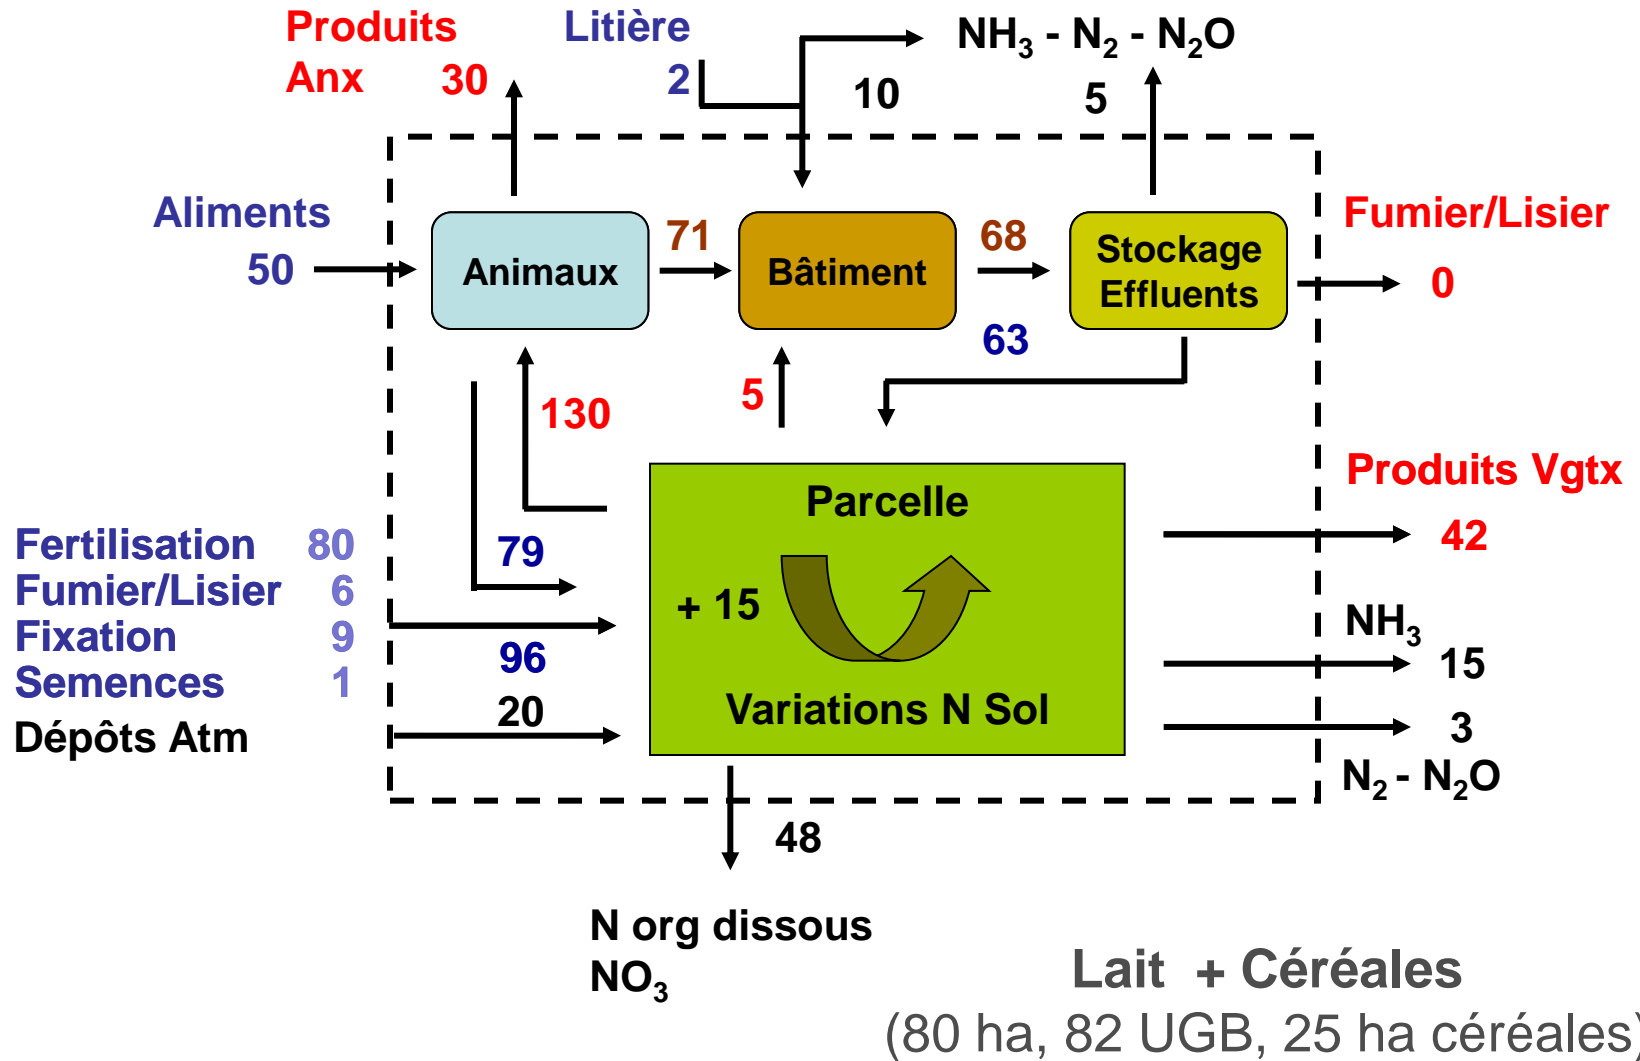 Produits
Anx 30
Litière
2
NH3 - N2 - N2O
10
5
Aliments
50
Animaux
71
Bâtiment
68
Stockage
Effluents
Fumier/Lisier
0
63
130
5
Parcelle
+ 15
Variations N Sol
Produits Vgtx
42
79
Fertilisation 80
Fumier/Lisier 6
Fixation 9
Semences 1
96
Dépôts Atm
20
NH3
15
3
N2 - N2O
48
N org dissous
NO3
Lait + Céréales
(80 ha, 82 UGB, 25 ha céréales)